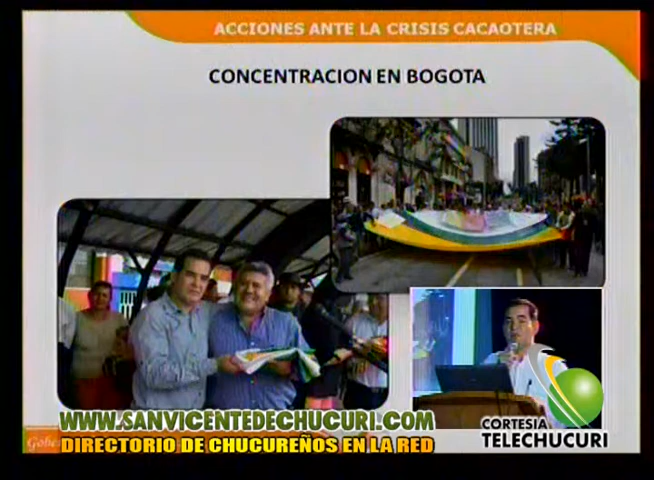 ACCIONES ANTE LA CRISIS CACAOTERA
CONCENTRACION EN BOGOTA
WWW.SANVICENTEDECHUCURI.COM
DIRECTORIO DE CHUCUREÑOS EN LA RED
CORTESIA
TELECHUCURI